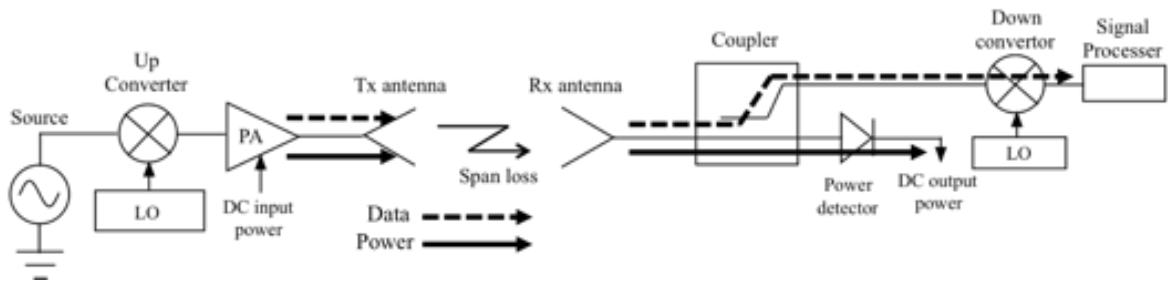 Source
Up
Converter
LO
PA
DC input
power
Tx antenna
Span loss
Data
Power
Rx antenna
Coupler
Power
detector
DC output
power
Down
convertor
LO
Signal
Processer